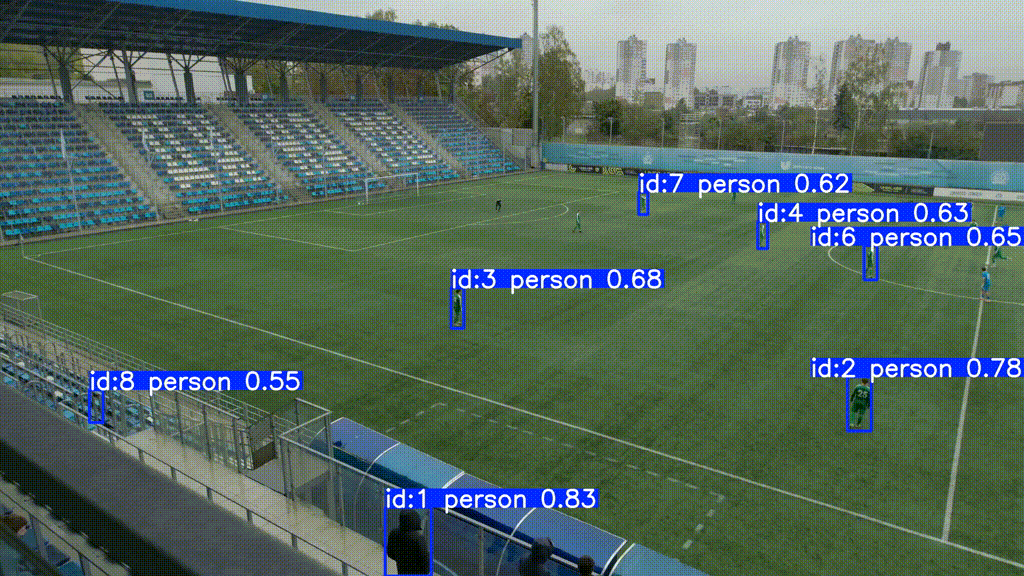 id:7 person 0.62
id:4 person 0.63
id:6 person 0.65
id:3 person 0.68
id:2 person 0.78
id:8 person 0.55
id:1 person 0.83
25